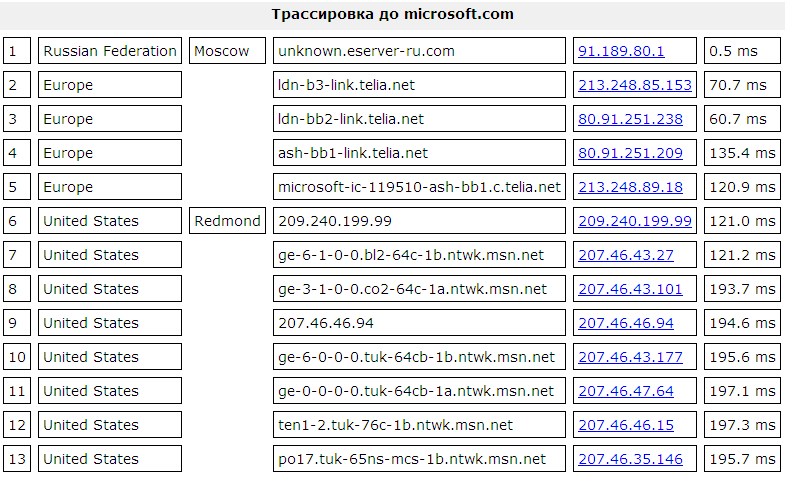 Трассировка до microsoft.com
1 Russian Federation Moscow unknown.eserver-ru.com 91.189.80.1 0.5 ms
2 Europe ldn-b3-link.telia.net 213.248.85.153 70.7 ms
3 Europe ldn-bb2-link.telia.net 80.91.251.238 60.7 ms
4 Europe ash-bb1-link.telia.net 80.91.251.209 135.4 ms
5 Europe microsoft-ic-119510-ash-bb1.c.telia.net 213.248.89.18 120.9 ms
6 United States Redmond 209.240.199.99 209.240.199.99 121.0 ms
7 United States ge-6-1-0-0.bl2-64c-1b.ntwk.msn.net 207.46.43.27 121.2 ms
8 United States ge-3-1-0-0.co2-64c-1a.ntwk.msn.net 207.46.43.101 193.7 ms
9 United States 207.46.46.94 207.46.46.94 194.6 ms
10 United States ge-6-0-0-0.tuk-64cb-1b.ntwk.msn.net 207.46.43.177 195.6 ms
11 United States ge-0-0-0-0.tuk-64cb-1a.ntwk.msn.net 207.46.47.64 197.1 ms
12 United States ten1-2.tuk-76c-1b.ntwk.msn.net 207.46.46.15 197.3 ms
13 United States po17.tuk-65ns-mcs-1b.ntwk.msn.net 207.46.35.146 195.7 ms